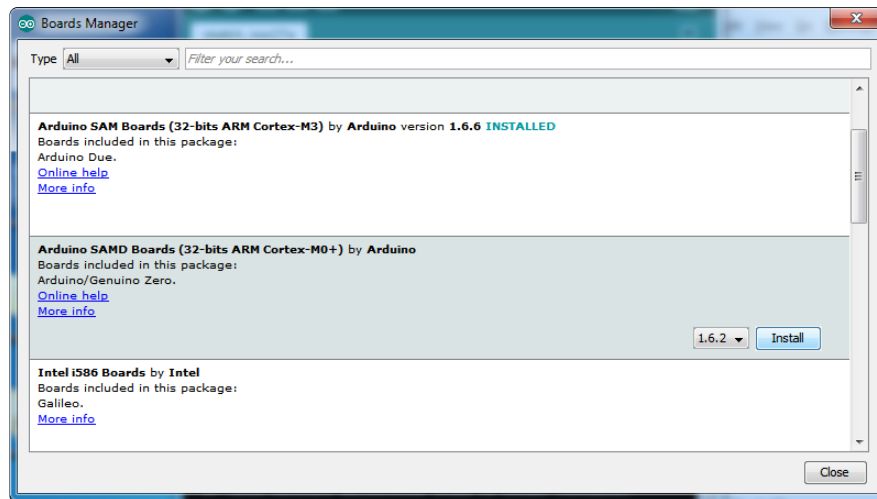 Boards Manager
Type All Filter your search...
Arduino SAM Boards (32-bits ARM Cortex-M3) by Arduino version 1.6.6 INSTALLED
Boards included in this package:
Arduino Due.
Online help
More info
Arduino SAMD Boards (32-bits ARM Cortex-M0+) by Arduino
Boards included in this package:
Arduino/Genuino Zero.
Online help
More info
1.6.2 Install
Intel i586 Boards by Intel
Boards included in this package:
Galileo.
More info
Close